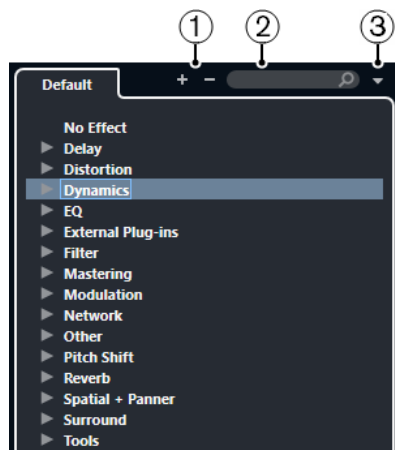 1 2 3
Default + −
No Effect
Delay
Distortion
Dynamics
EQ
External Plug-ins
Filter
Mastering
Modulation
Network
Other
Pitch Shift
Reverb
Spatial + Panner
Surround
Tools